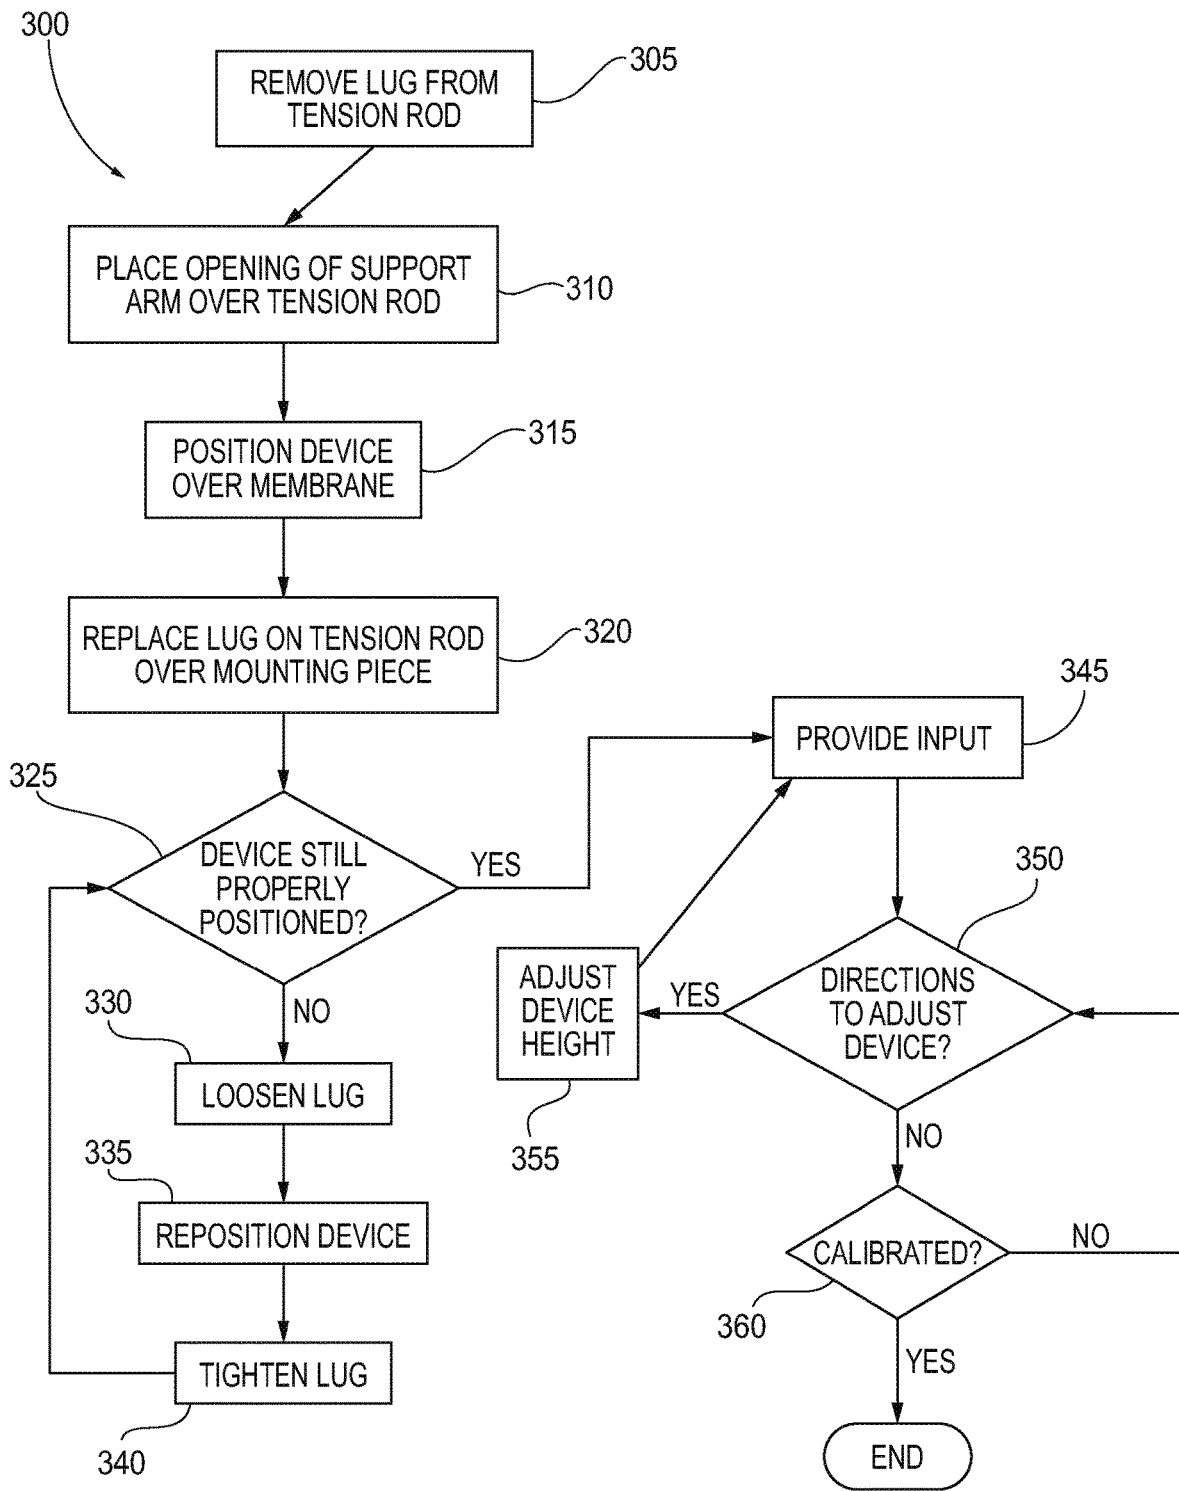 300
REMOVE LUG FROM
TENSION ROD
305
PLACE OPENING OF SUPPORT
ARM OVER TENSION ROD
310
POSITION DEVICE
OVER MEMBRANE
315
REPLACE LUG ON TENSION ROD
OVER MOUNTING PIECE
320
325
DEVICE STILL
PROPERLY
POSITIONED?
YES
NO
330
LOOSEN LUG
335
REPOSITION DEVICE
TIGHTEN LUG
340
345
PROVIDE INPUT
350
DIRECTIONS
TO ADJUST
DEVICE?
YES
ADJUST
DEVICE
HEIGHT
355
NO
CALIBRATED?
NO
360
YES
END